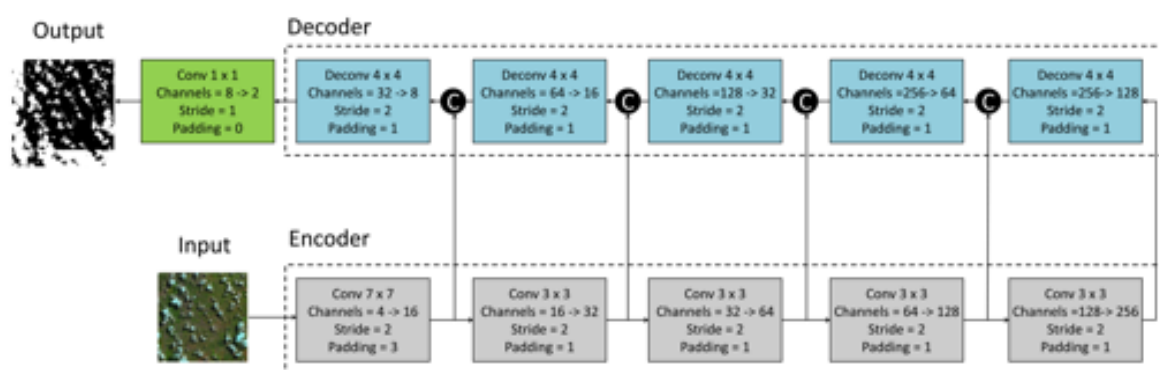 Output
Decoder
Conv 1 x 1
Channels = 8 -> 2
Stride = 1
Padding = 0
Deconv 4 x 4
Channels = 32 -> 8
Stride = 2
Padding = 1
C
Deconv 4 x 4
Channels = 64 -> 16
Stride = 2
Padding = 1
C
Deconv 4 x 4
Channels =128 -> 32
Stride = 2
Padding = 1
C
Deconv 4 x 4
Channels =256-> 64
Stride = 2
Padding = 1
C
Deconv 4 x 4
Channels =256-> 128
Stride = 2
Padding = 1
Input
Encoder
Conv 7 x 7
Channels = 4 -> 16
Stride = 2
Padding = 3
Conv 3 x 3
Channels = 16 -> 32
Stride = 2
Padding = 1
Conv 3 x 3
Channels = 32 -> 64
Stride = 2
Padding = 1
Conv 3 x 3
Channels = 64 -> 128
Stride = 2
Padding = 1
Conv 3 x 3
Channels =128-> 256
Stride = 2
Padding = 1